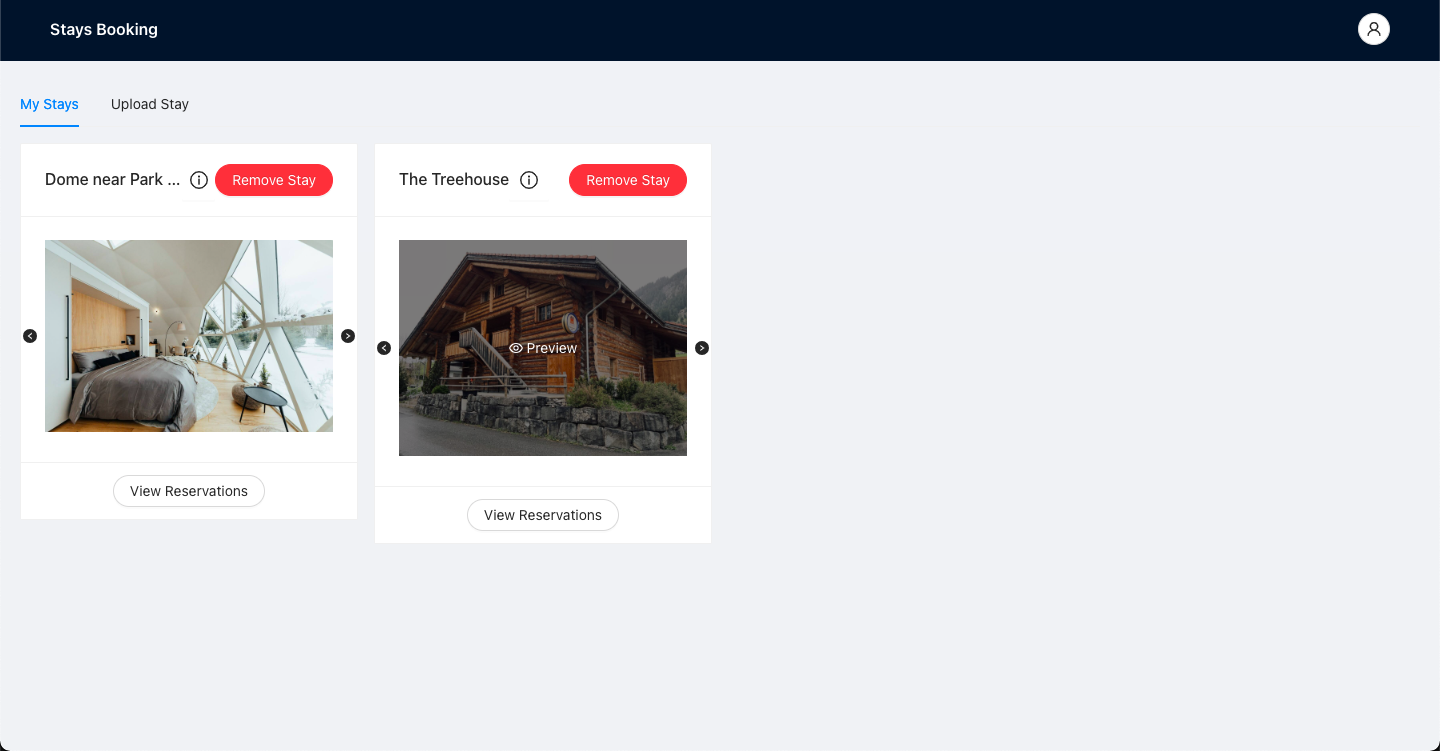 Stays Booking
My Stays
Upload Stay
Dome near Park ...
Remove Stay
The Treehouse
Remove Stay
Preview
View Reservations
View Reservations